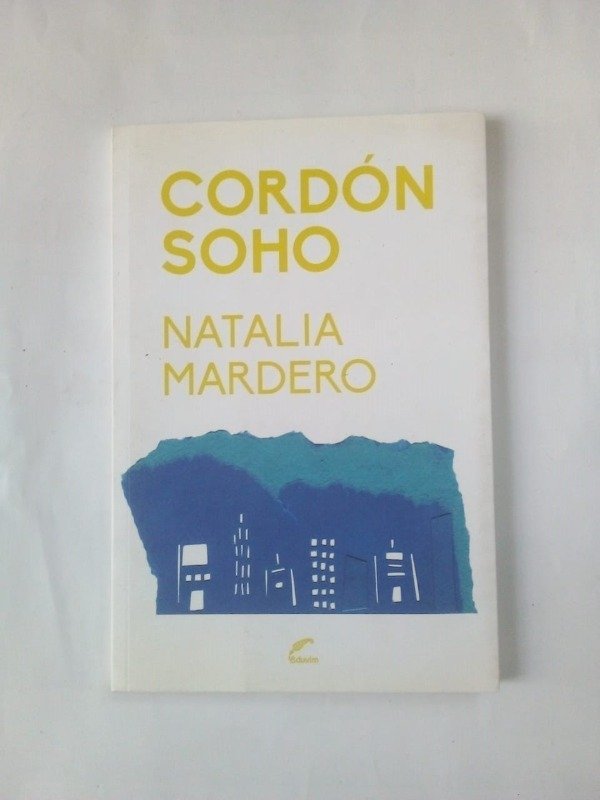 CORDÓN
SOHO
NATALIA
MARDERO
Eduvim